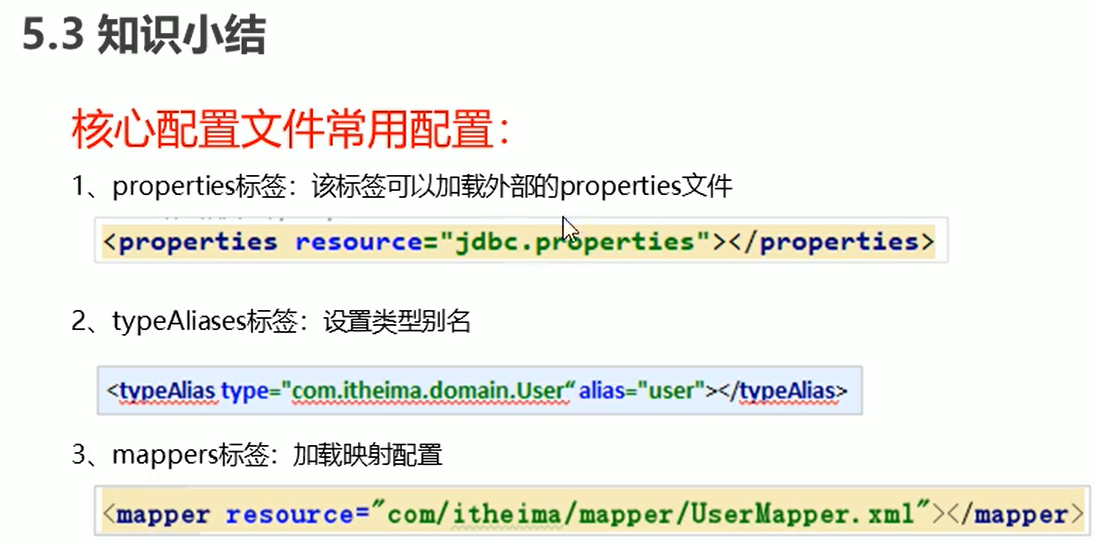 5.3 知识小结
核心配置文件常用配置：
1、properties标签：该标签可以加载外部的properties文件
<properties resource="jdbc.properties"></properties>
2、typeAliases标签：设置类型别名
<typeAlias type="com.itheima.domain.User“ alias="user"></typeAlias>
3、mappers标签：加载映射配置
<mapper resource="com/itheima/mapper/UserMapper.xml"></mapper>